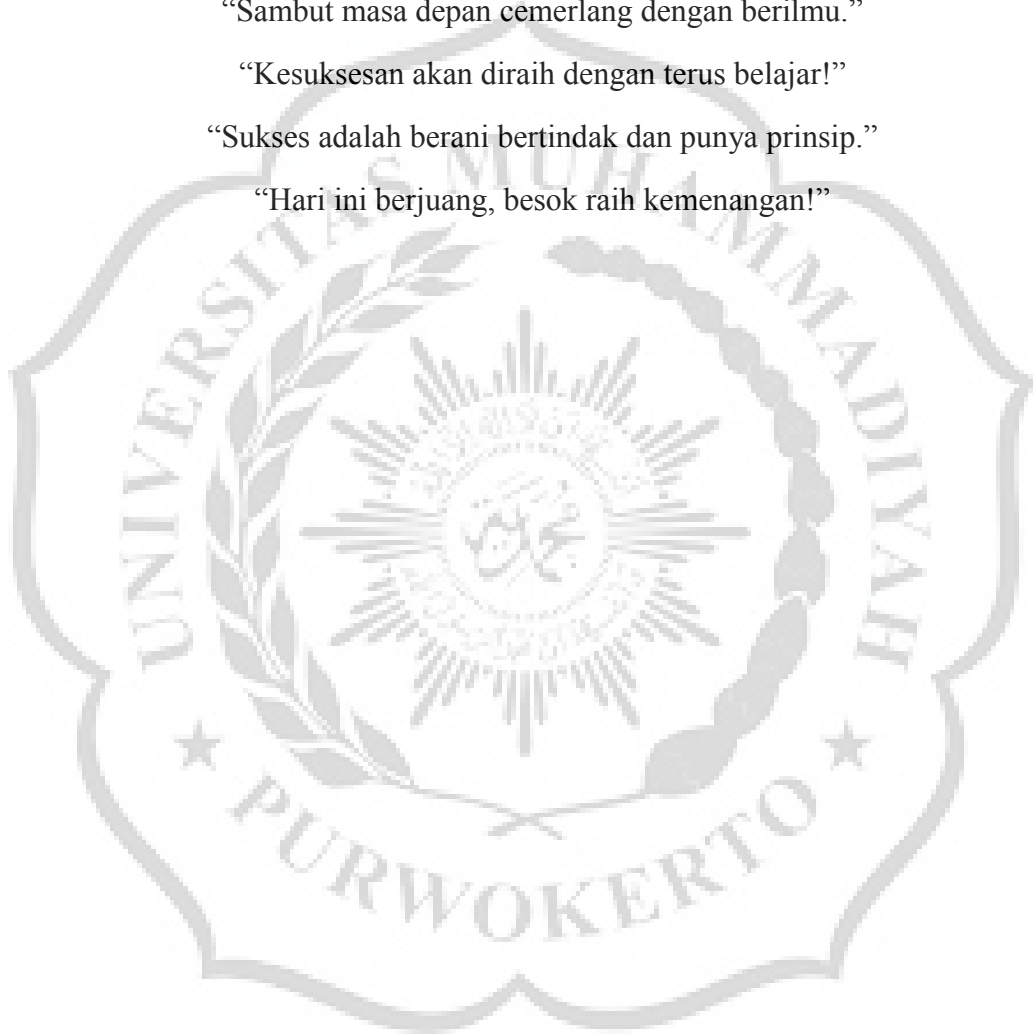 “Sambut masa depan cemerlang dengan berilmu.”
“Kesuksesan akan diraih dengan terus belajar!”
“Sukses adalah berani bertindak dan punya prinsip.”
“Hari ini berjuang, besok raih kemenangan!”
UNIVERSITAS MUHAMMADIYAH
PURWOKERTO